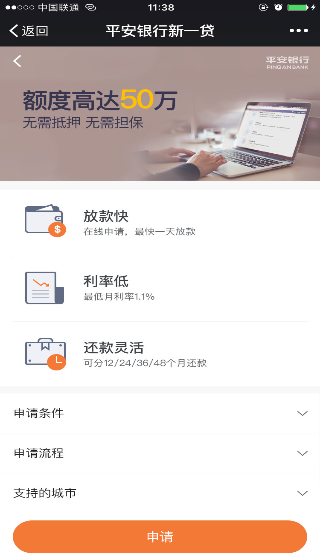 中国联通 11:38
返回 平安银行新一贷
平安银行
PING AN BANK
额度高达50万
无需抵押 无需担保
放款快
在线申请，最快一天放款
利率低
最低月利率1.1%
还款灵活
可分12/24/36/48个月还款
申请条件
申请流程
支持的城市
申请